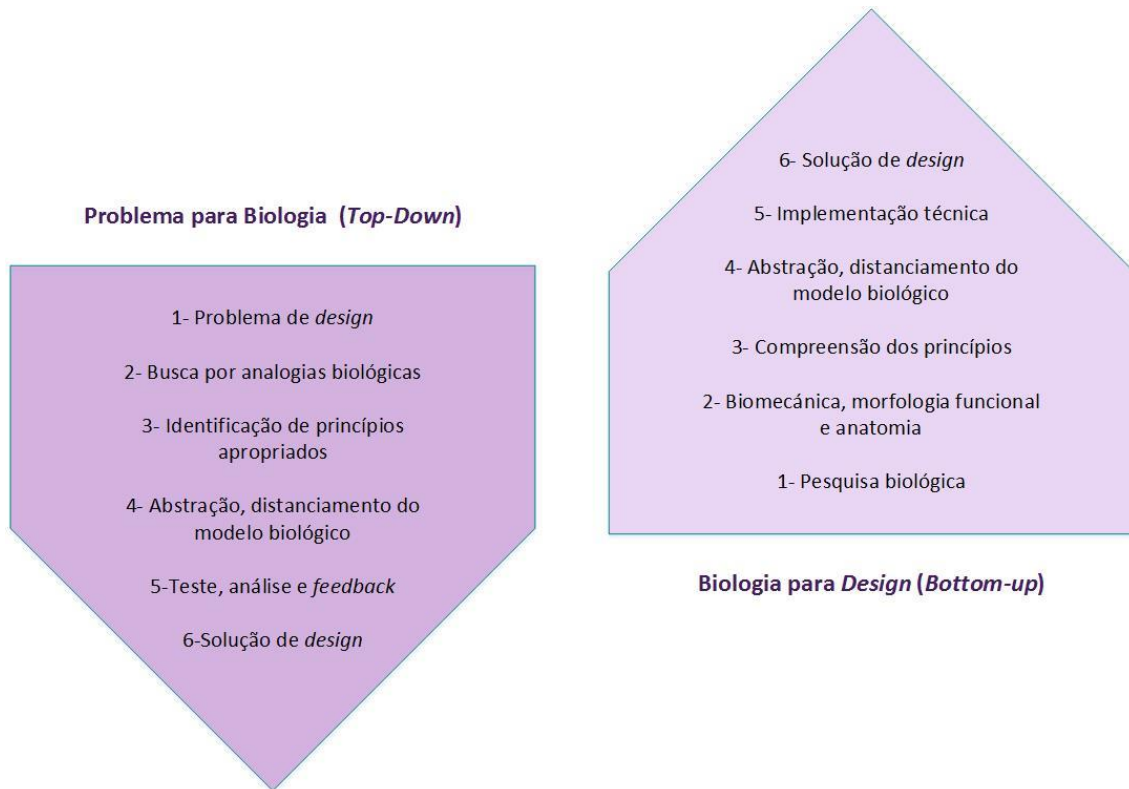 Problema para Biologia (Top-Down)
1- Problema de design
2- Busca por analogias biológicas
3- Identificação de princípios
apropriados
4- Abstração, distanciamento do
modelo biológico
5-Teste, análise e feedback
6-Solução de design
6- Solução de design
5- Implementação técnica
4- Abstração, distanciamento do
modelo biológico
3- Compreensão dos princípios
2- Biomecánica, morfologia funcional
e anatomia
1- Pesquisa biológica
Biologia para Design (Bottom-up)